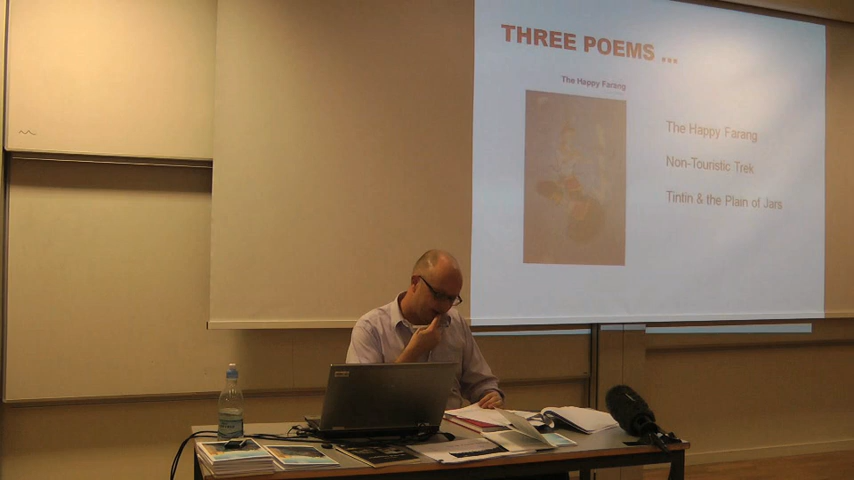 THREE POEMS ...
The Happy Farang
The Happy Farang
Non-Touristic Trek
Tintin & the Plain of Jars